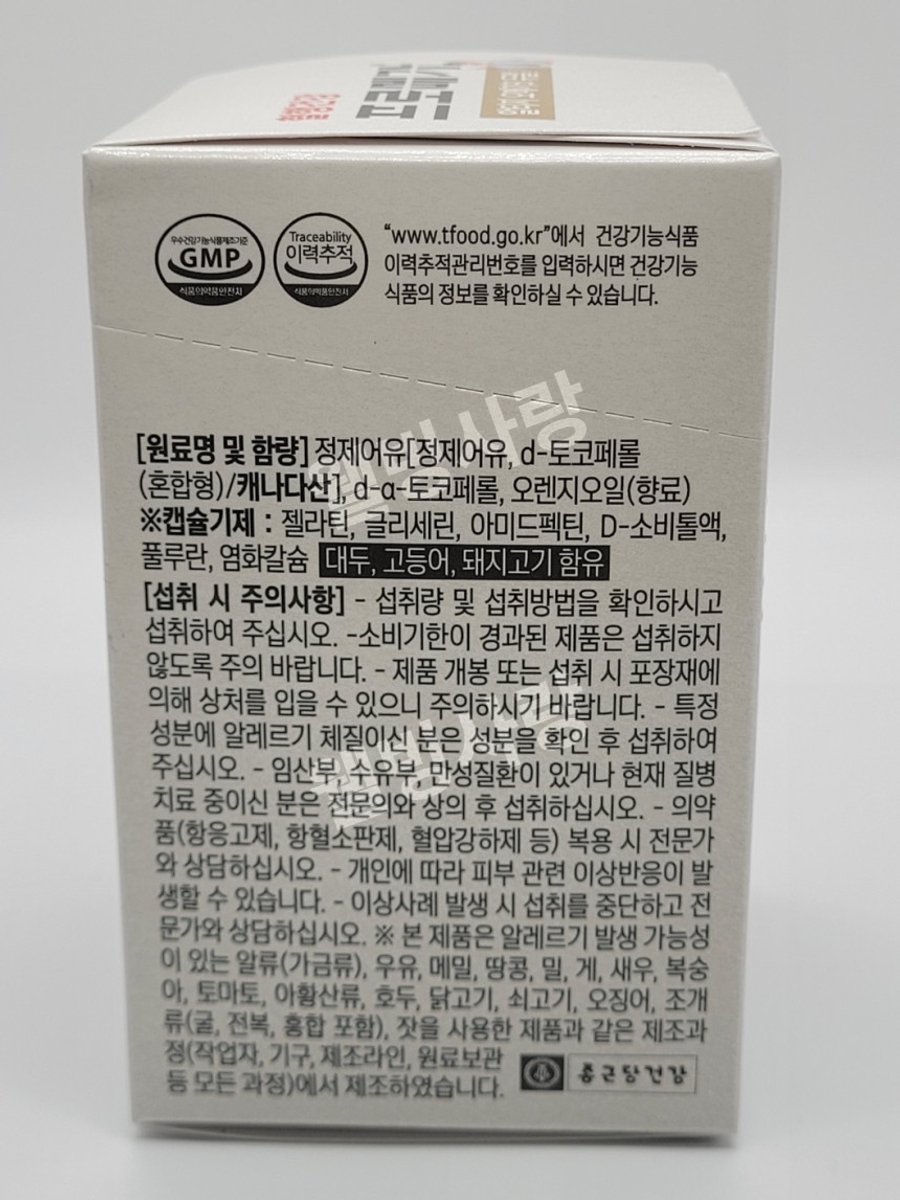 우수건강기능식품제조기준
GMP
식품의약품안전처
Traceability
이력추적
식품의약품안전처
“www.tfood.go.kr”에서 건강기능식품
이력추적관리번호를 입력하시면 건강기능
식품의 정보를 확인하실 수 있습니다.
[원료명 및 함량] 정제어유[정제어유, d-토코페롤
(혼합형)/캐나다산], d-α-토코페롤, 오렌지오일(향료)
※캡슐기제 : 젤라틴, 글리세린, 아미드펙틴, D-소비톨액,
풀루란, 염화칼슘 대두, 고등어, 돼지고기 함유
[섭취 시 주의사항] - 섭취량 및 섭취방법을 확인하시고
섭취하여 주십시오. -소비기한이 경과된 제품은 섭취하지
않도록 주의 바랍니다. - 제품 개봉 또는 섭취 시 포장재에
의해 상처를 입을 수 있으니 주의하시기 바랍니다. - 특정
성분에 알레르기 체질이신 분은 성분을 확인 후 섭취하여
주십시오. - 임산부, 수유부, 만성질환이 있거나 현재 질병
치료 중이신 분은 전문의와 상의 후 섭취하십시오. - 의약
품(항응고제, 항혈소판제, 혈압강하제 등) 복용 시 전문가
와 상담하십시오. - 개인에 따라 피부 관련 이상반응이 발
생할 수 있습니다. - 이상사례 발생 시 섭취를 중단하고 전
문가와 상담하십시오. ※ 본 제품은 알레르기 발생 가능성
이 있는 알류(가금류), 우유, 메밀, 땅콩, 밀, 게, 새우, 복숭
아, 토마토, 아황산류, 호두, 닭고기, 쇠고기, 오징어, 조개
류(굴, 전복, 홍합 포함), 잣을 사용한 제품과 같은 제조과
정(작업자, 기구, 제조라인, 원료보관
등 모든 과정)에서 제조하였습니다.
종근당건강
웰빙사랑
웰빙사랑